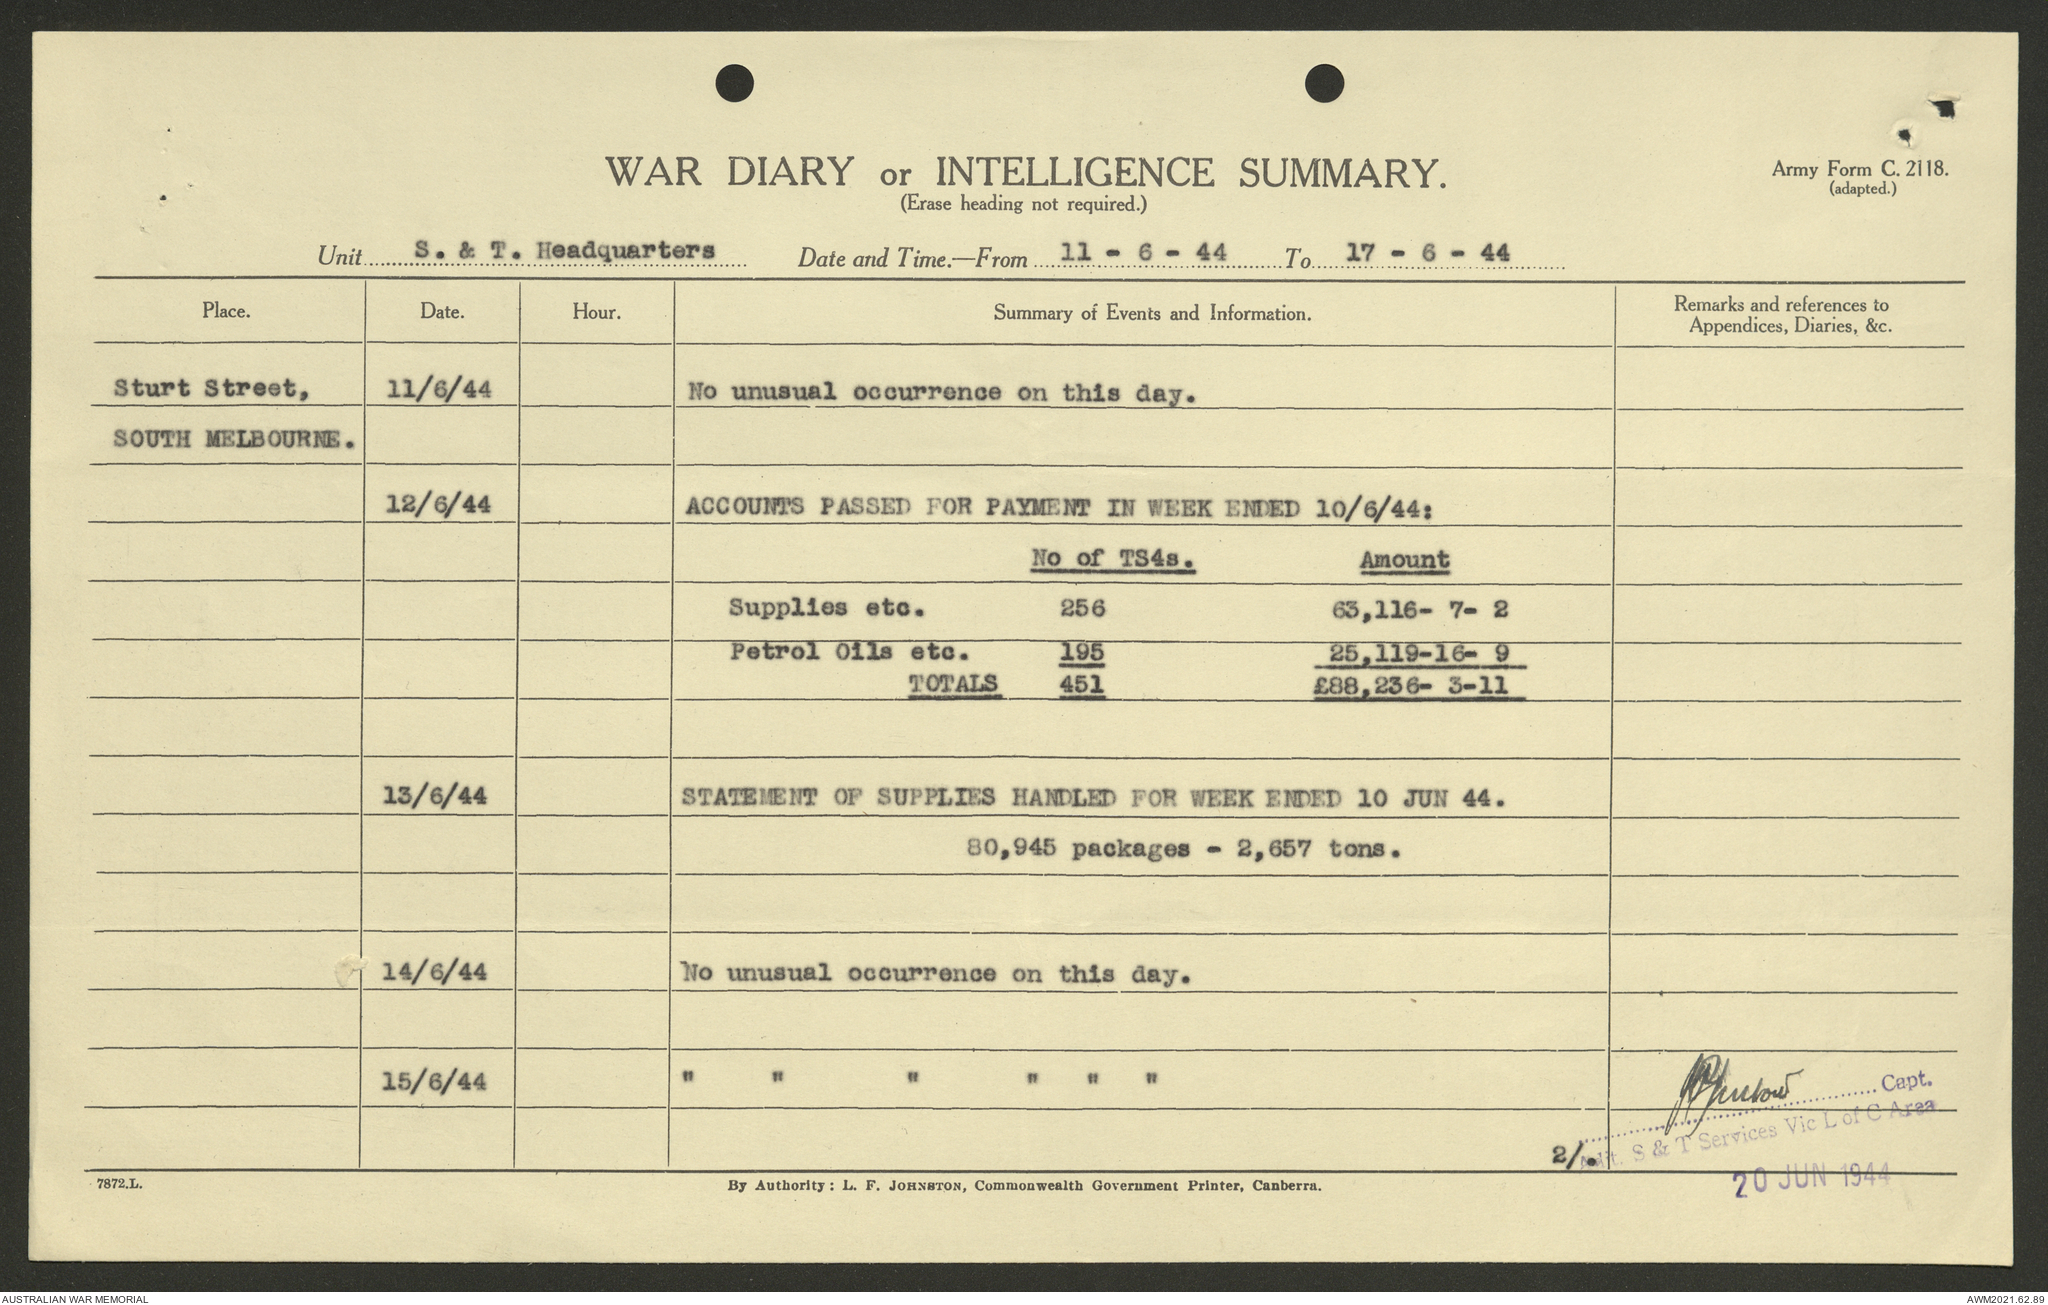 WAR DIARY or INTELLIGENCE SUMMARY.
(Erase heading not required.)
Army Form C. 2118.
(adapted.)
Unit S. & T. Headquarters Date and Time.—From 11 - 6 - 44 To 17 - 6 - 44
Place. Date. Hour. Summary of Events and Information. Remarks and references to
Appendices, Diaries, &c.
Sturt Street, 11/6/44 No unusual occurrence on this day.
SOUTH MELBOURNE.
12/6/44 ACCOUNTS PASSED FOR PAYMENT IN WEEK ENDED 10/6/44:
No of TS4s. Amount
Supplies etc. 256 63,116- 7- 2
Petrol Oils etc. 195 25,119-16- 9
TOTALS 451 £88,236- 3-11
13/6/44 STATEMENT OF SUPPLIES HANDLED FOR WEEK ENDED 10 JUN 44.
80,945 packages - 2,657 tons.
14/6/44 No unusual occurrence on this day.
15/6/44 " " " " " "
Capt.
S & T Services Vic L of C Area
2/.
20 JUN 1944
7872.L. By Authority: L. F. JOHNSTON, Commonwealth Government Printer, Canberra.
AUSTRALIAN WAR MEMORIAL AWM2021.62.89